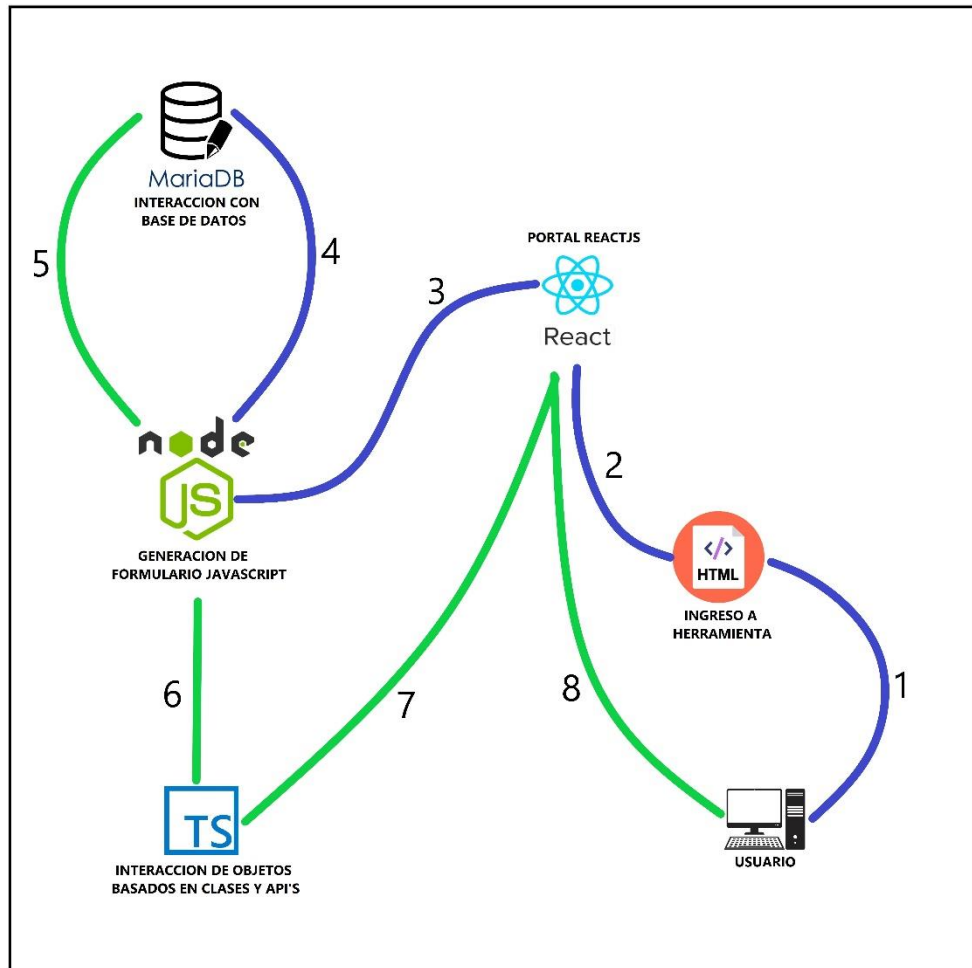 MariaDB
INTERACCION CON
BASE DE DATOS
5
4
PORTAL REACTJS
3
React
node
JS
GENERACION DE
FORMULARIO JAVASCRIPT
2
</>
HTML
INGRESO A
HERRAMIENTA
6
7
8
1
TS
INTERACCION DE OBJETOS
BASADOS EN CLASES Y API'S
USUARIO